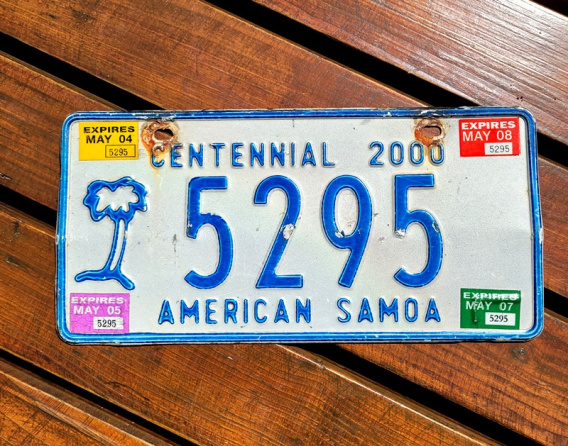 EXPIRES
MAY 04
5295
EXPIRES
MAY 08
5295
CENTENNIAL 2000
5295
EXPIRES
MAY 05
5295
AMERICAN SAMOA
EXPIRES
MAY 07
5295